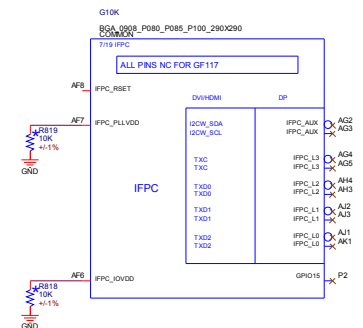 G10K
BGA_0908_P080_P085_P100_290X290
COMMON
7/19 IFPC
ALL PINS NC FOR GF117
AF8 IFPC_RSET
DVI/HDMI DP
AF7 IFPC_PLLVDD
I2CW_SDA IFPC_AUX AG2
I2CW_SCL IFPC_AUX AG3
R819
10K
+/-1%
GND
TXC IFPC_L3 AG4
TXC IFPC_L3 AG5
IFPC
TXD0 IFPC_L2 AH4
TXD0 IFPC_L2 AH3
TXD1 IFPC_L1 AJ2
TXD1 IFPC_L1 AJ3
TXD2 IFPC_L0 AJ1
TXD2 IFPC_L0 AK1
AF6 IFPC_IOVDD
GPIO15 P2
R818
10K
+/-1%
GND